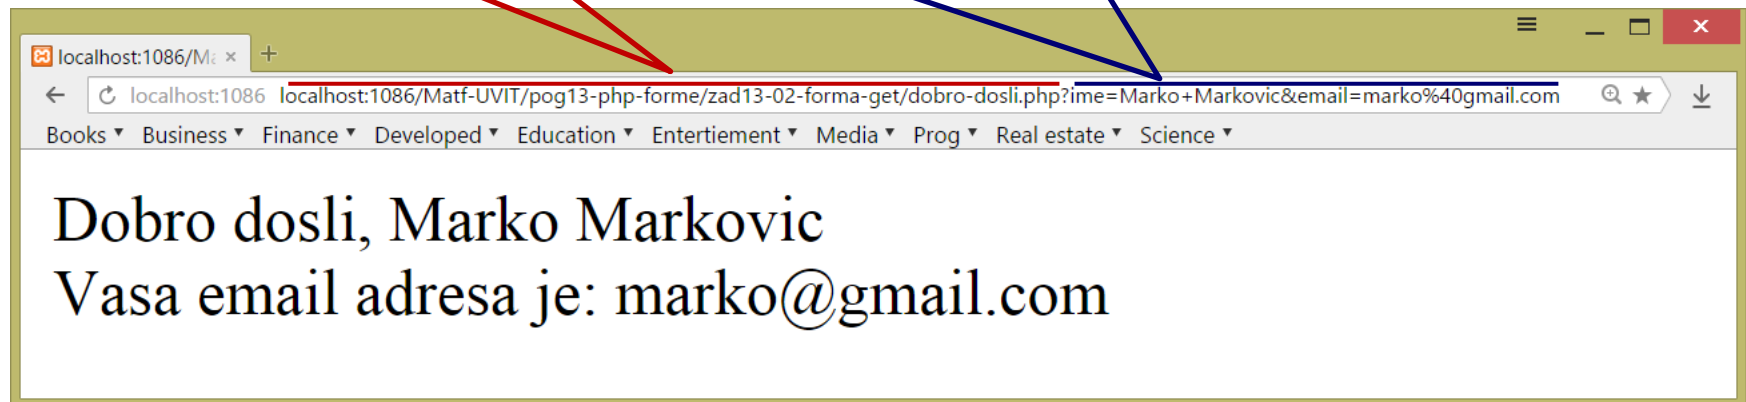 localhost:1086/Ma
localhost:1086 localhost:1086/Matf-UVIT/pog13-php-forme/zad13-02-forma-get/dobro-dosli.php?ime=Marko+Markovic&email=marko%40gmail.com
Books Business Finance Developed Education Entertiement Media Prog Real estate Science
Dobro dosli, Marko Markovic
Vasa email adresa je: marko@gmail.com